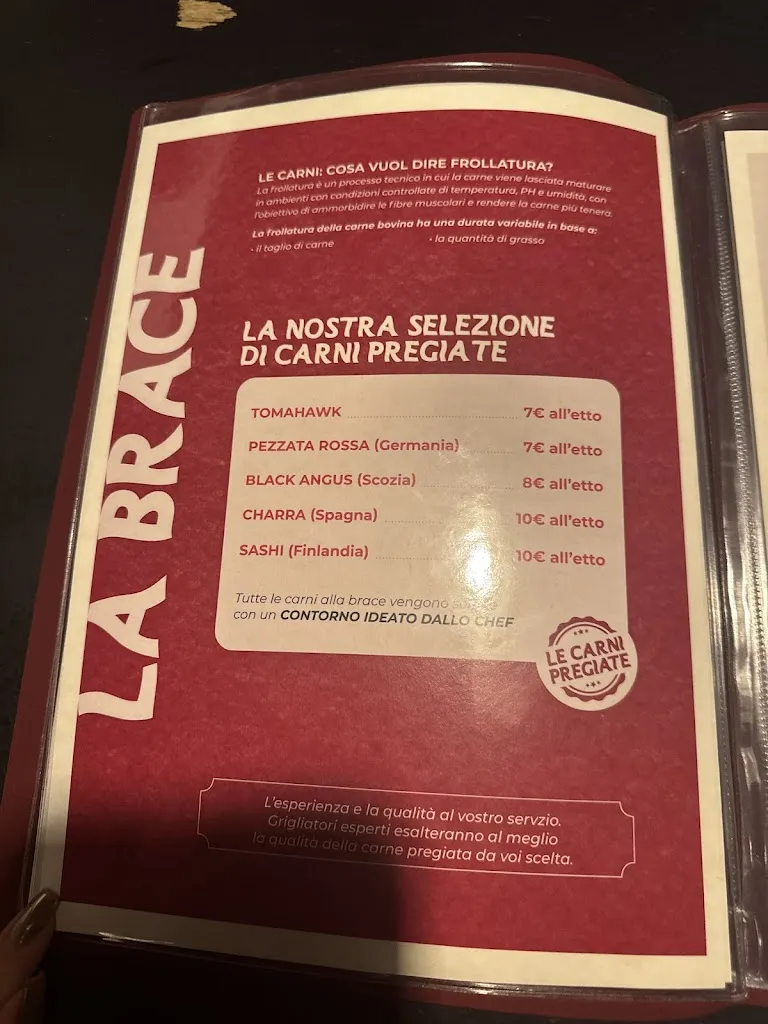 LE CARNI: COSA VUOL DIRE FROLLATURA?
La frollatura è un processo tecnico in cui la carne viene lasciata maturare
in ambienti con condizioni controllate di temperatura, PH e umidità, con
l'obiettivo di ammorbidire le fibre muscolari e rendere la carne più tenera.
La frollatura della carne bovina ha una durata variabile in base a:
• il taglio di carne • la quantità di grasso
LA BRACE
LA NOSTRA SELEZIONE
DI CARNI PREGIATE
TOMAHAWK 7€ all'etto
PEZZATA ROSSA (Germania) 7€ all'etto
BLACK ANGUS (Scozia) 8€ all'etto
CHARRA (Spagna) 10€ all'etto
SASHI (Finlandia) 10€ all'etto
Tutte le carni alla brace vengono
con un CONTORNO IDEATO DALLO CHEF
LE CARNI
PREGIATE
L'esperienza e la qualità al vostro servzio.
Grigliatori esperti esalteranno al meglio
la qualità della carne pregiata da voi scelta.